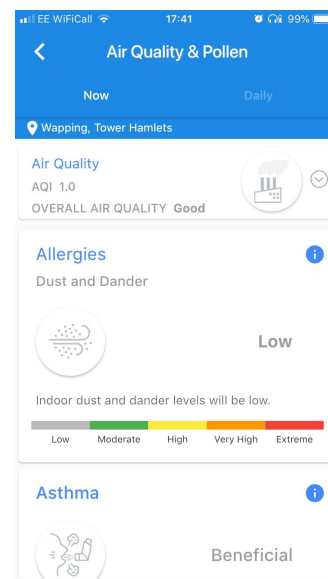 EE WiFiCall 17:41 99%
Air Quality & Pollen
Now Daily
Wapping, Tower Hamlets
Air Quality
AQI 1.0
OVERALL AIR QUALITY Good
Allergies
Dust and Dander
Low
Indoor dust and dander levels will be low.
Low Moderate High Very High Extreme
Asthma
Beneficial